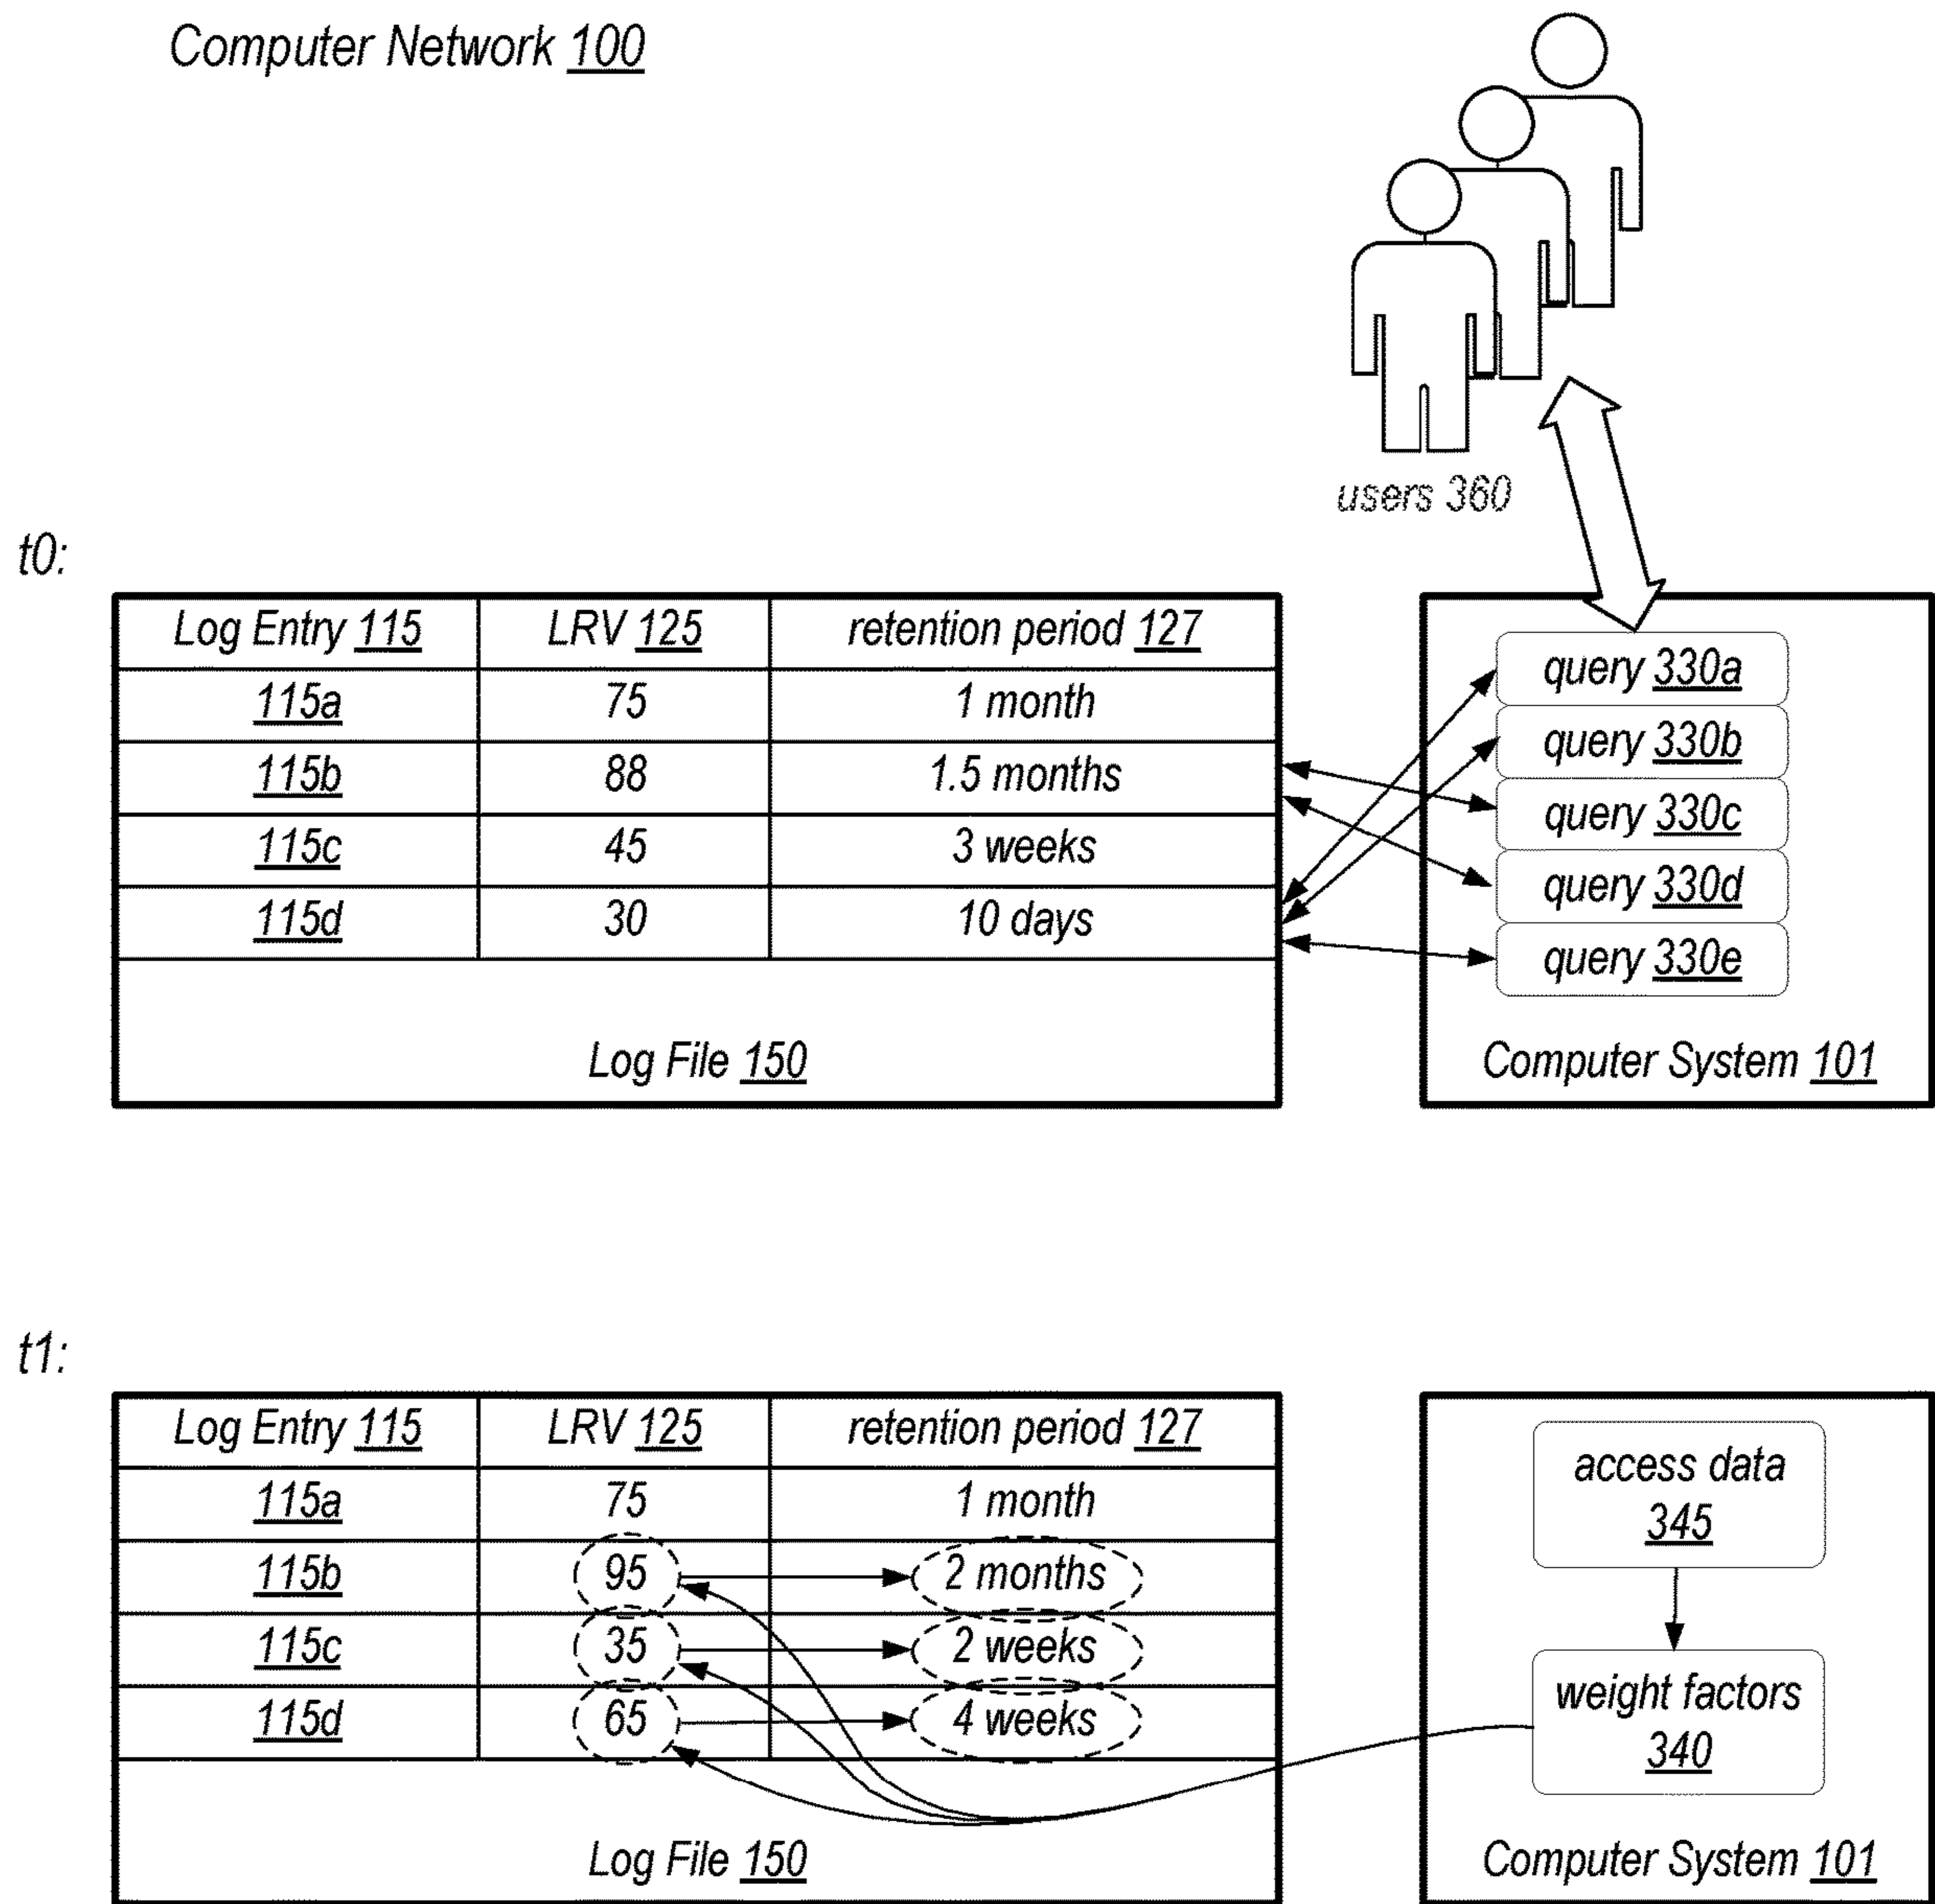 Computer Network 100
users 360
t0:
Log Entry 115 LRV 125 retention period 127
115a 75 1 month
115b 88 1.5 months
115c 45 3 weeks
115d 30 10 days
Log File 150
query 330a
query 330b
query 330c
query 330d
query 330e
Computer System 101
t1:
Log Entry 115 LRV 125 retention period 127
115a 75 1 month
115b 95 2 months
115c 35 2 weeks
115d 65 4 weeks
Log File 150
access data
345
weight factors
340
Computer System 101